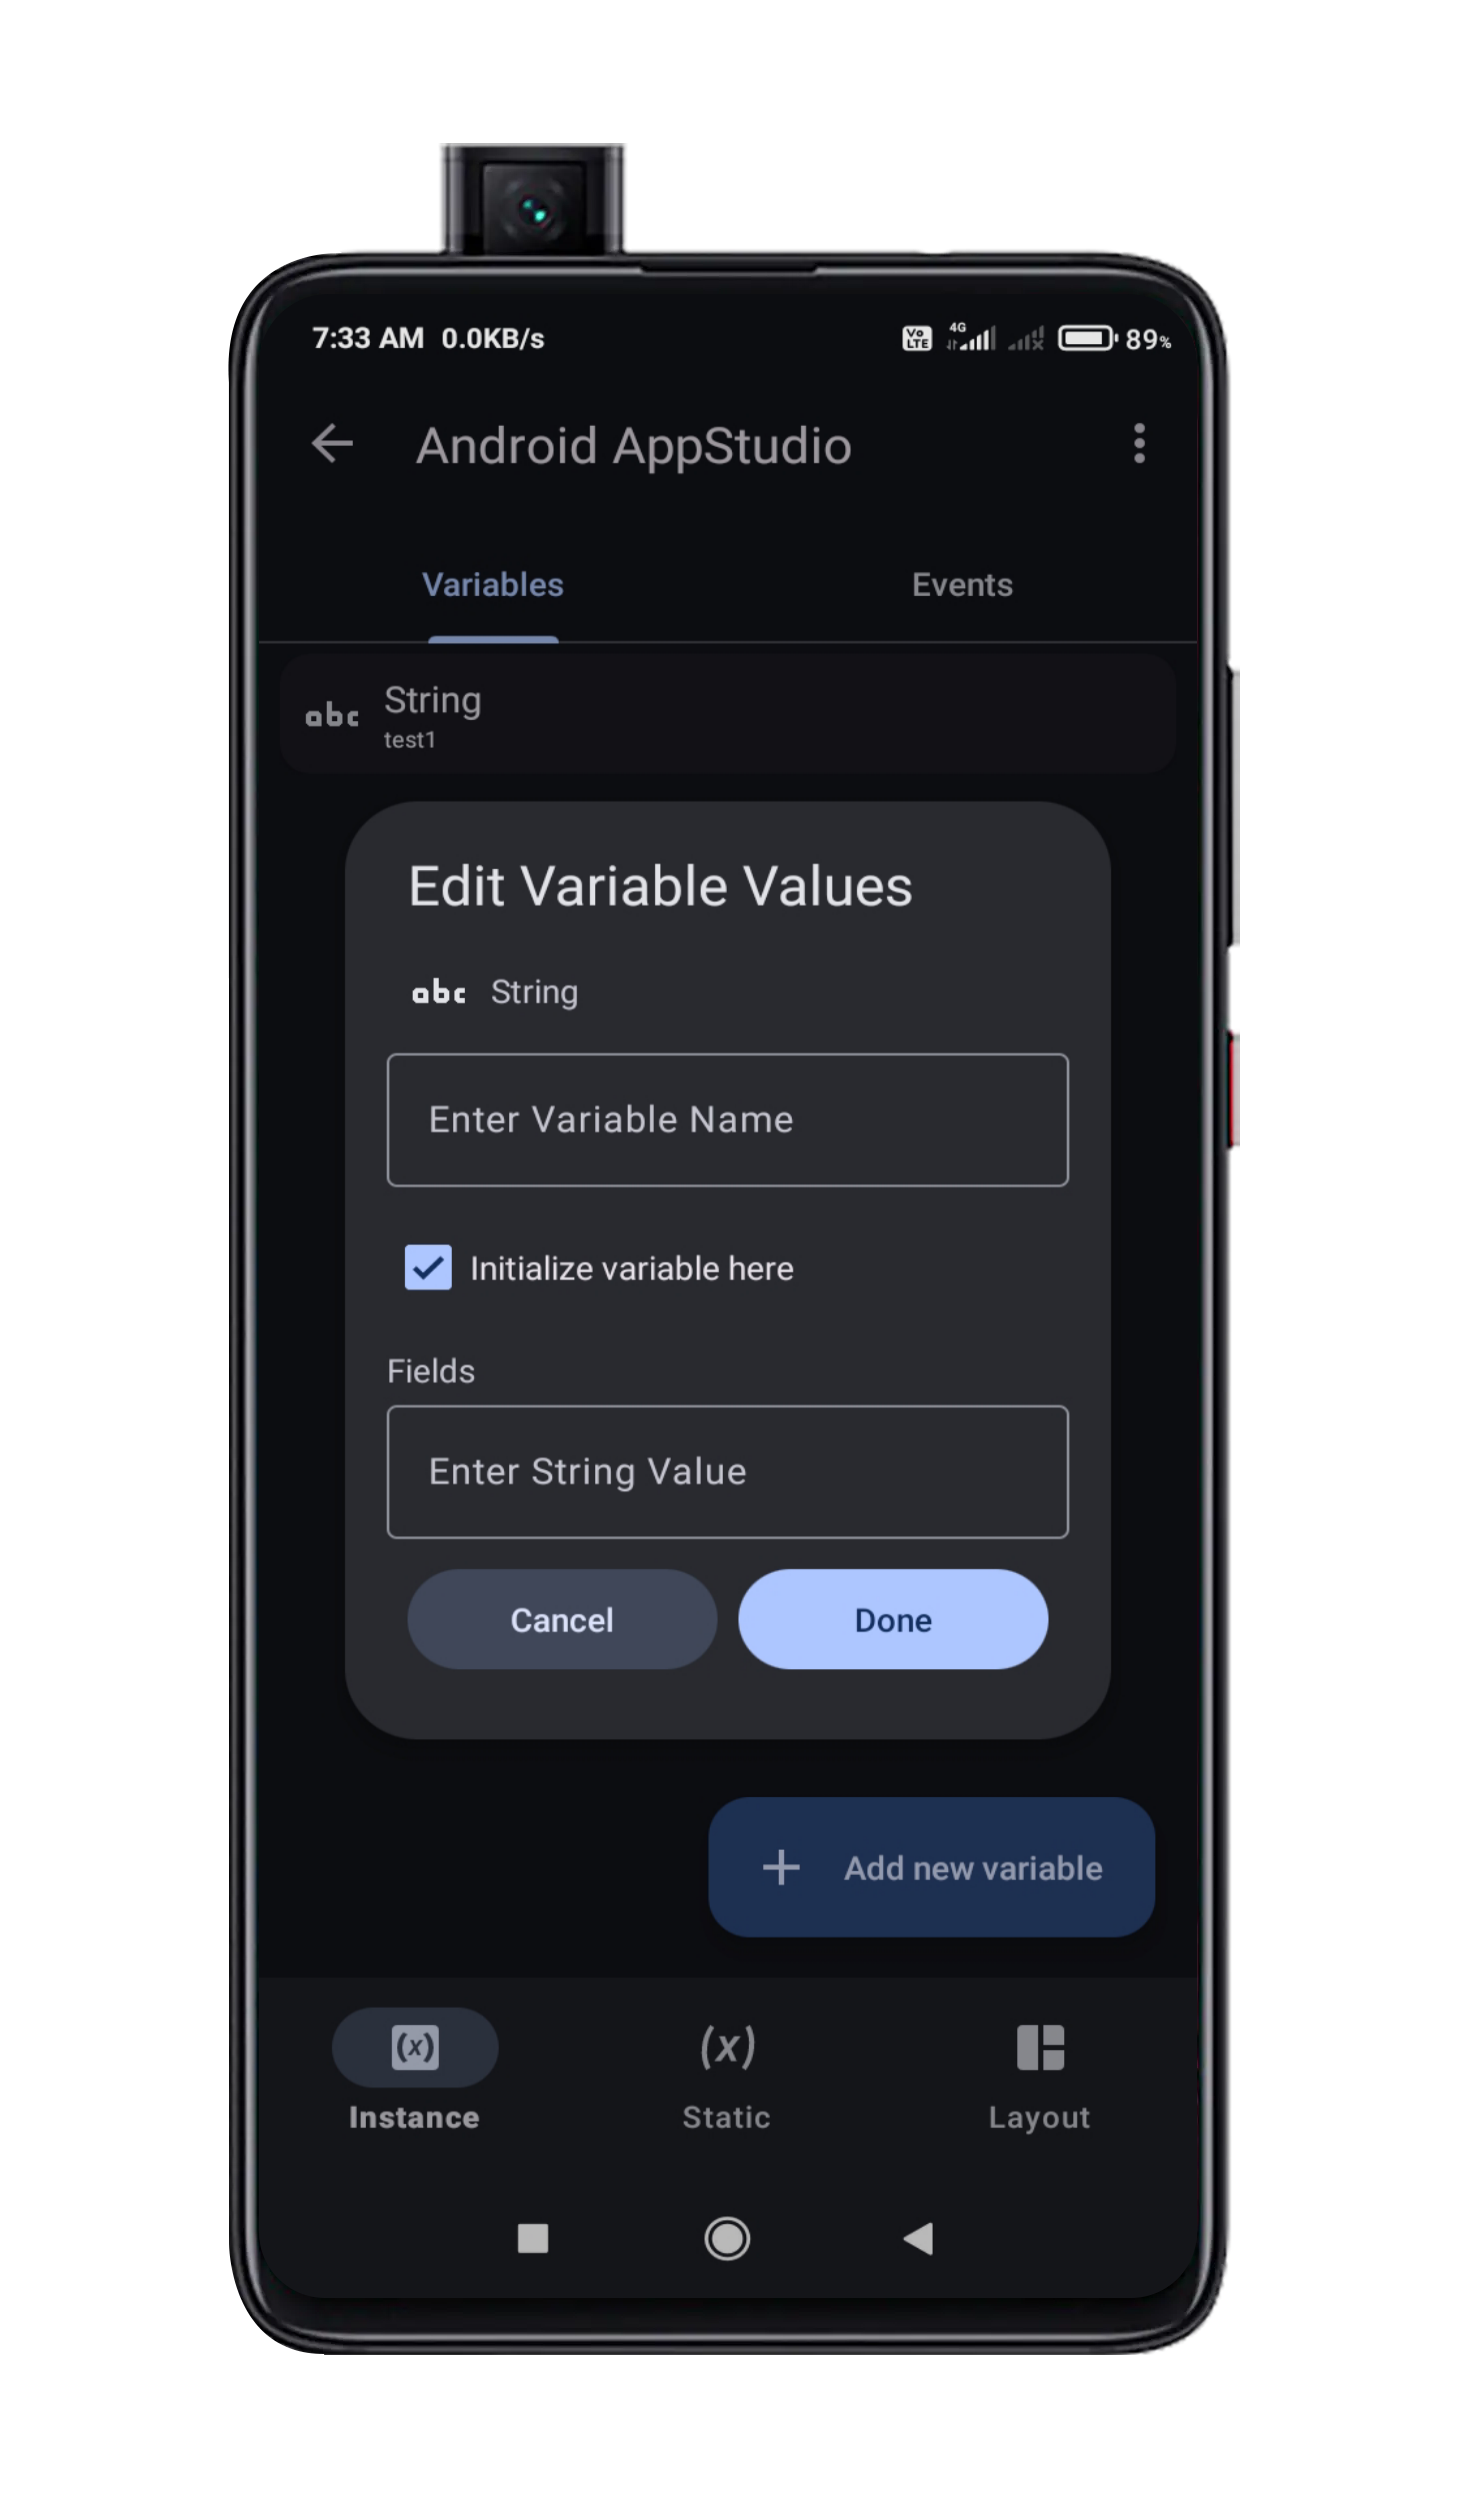 7:33 AM 0.0KB/s Vo LTE 4G 89%
Android AppStudio
Variables Events
abc String
test1
Edit Variable Values
abc String
Enter Variable Name
Initialize variable here
Fields
Enter String Value
Cancel Done
+ Add new variable
(x) (x)
Instance Static Layout